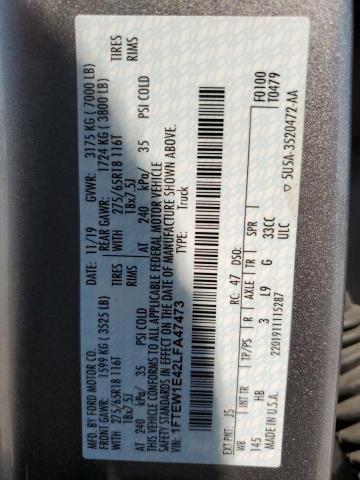 MFD. BY FORD MOTOR CO.
DATE: 11/19
GVWR: 3175 KG ( 7000 LB)
FRONT GAWR: 1599 KG ( 3525 LB)
REAR GAWR: 1724 KG ( 3800 LB)
WITH 275/65R18 116T
18x7.5J
WITH 275/65R18 116T
18x7.5J
TIRES
RIMS
TIRES
RIMS
AT 240 kPa/ 35 PSI COLD
AT 240 kPa/ 35 PSI COLD
THIS VEHICLE CONFORMS TO ALL APPLICABLE FEDERAL MOTOR VEHICLE
SAFETY STANDARDS IN EFFECT ON THE DATE OF MANUFACTURE SHOWN ABOVE.
VIN: 1FTEW1E42LFA47473
TYPE: Truck
F0100
T0479
EXT PNT: JS
RC: 47
DSO:
WB
TR
TP/PS
R
AXLE
TR
SPR
145
HB
3
L9
G
33CC
MADE IN U.S.A.
2201911115287
ULC
▽ 5U5A-3520472-AA